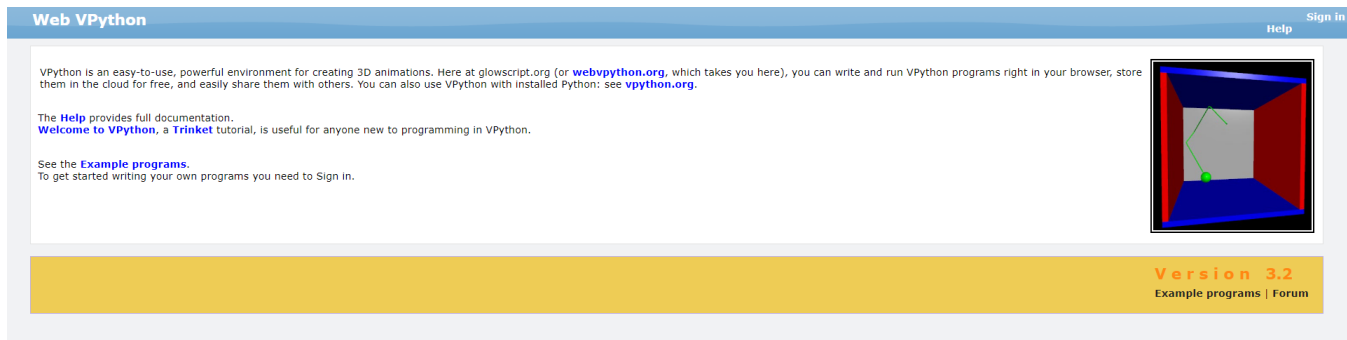 Web VPython
Sign in
Help
VPython is an easy-to-use, powerful environment for creating 3D animations. Here at glowscript.org (or webvpython.org, which takes you here), you can write and run VPython programs right in your browser, store
them in the cloud for free, and easily share them with others. You can also use VPython with installed Python: see vpython.org.
The Help provides full documentation.
Welcome to VPython, a Trinket tutorial, is useful for anyone new to programming in VPython.
See the Example programs.
To get started writing your own programs you need to Sign in.
Version 3.2
Example programs | Forum